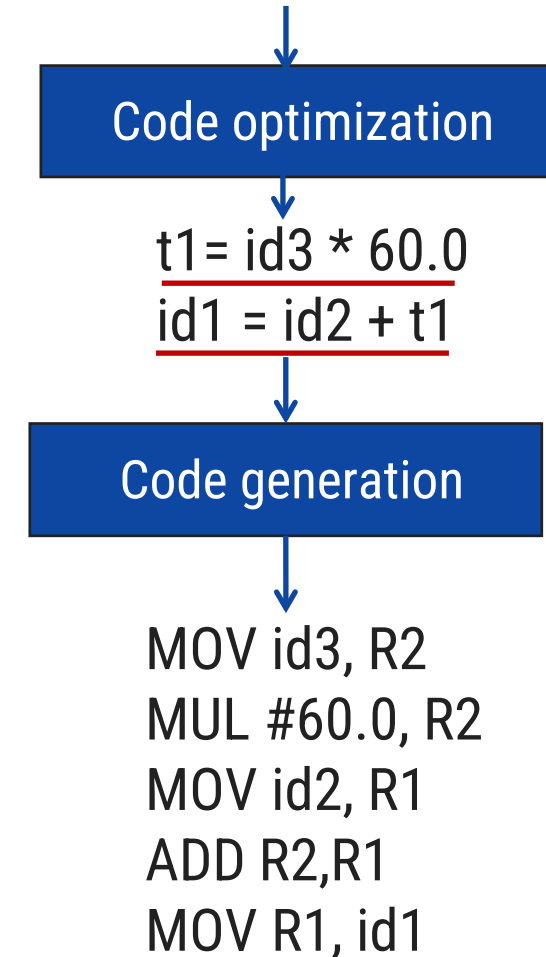 Code optimization
t1= id3 * 60.0
id1 = id2 + t1
Code generation
MOV id3, R2
MUL #60.0, R2
MOV id2, R1
ADD R2,R1
MOV R1, id1